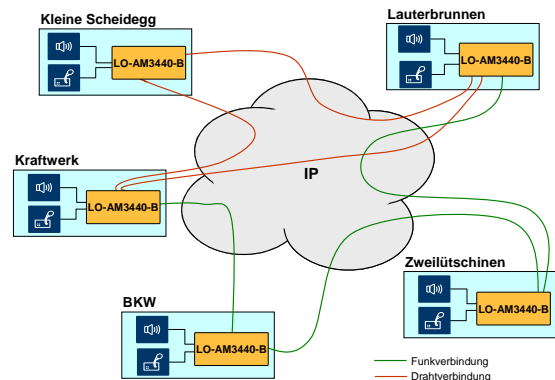 Kleine Scheidegg
LO-AM3440-B
Lauterbrunnen
LO-AM3440-B
IP
Kraftwerk
LO-AM3440-B
Zweilütschinen
LO-AM3440-B
BKW
LO-AM3440-B
Funkverbindung
Drahtverbindung